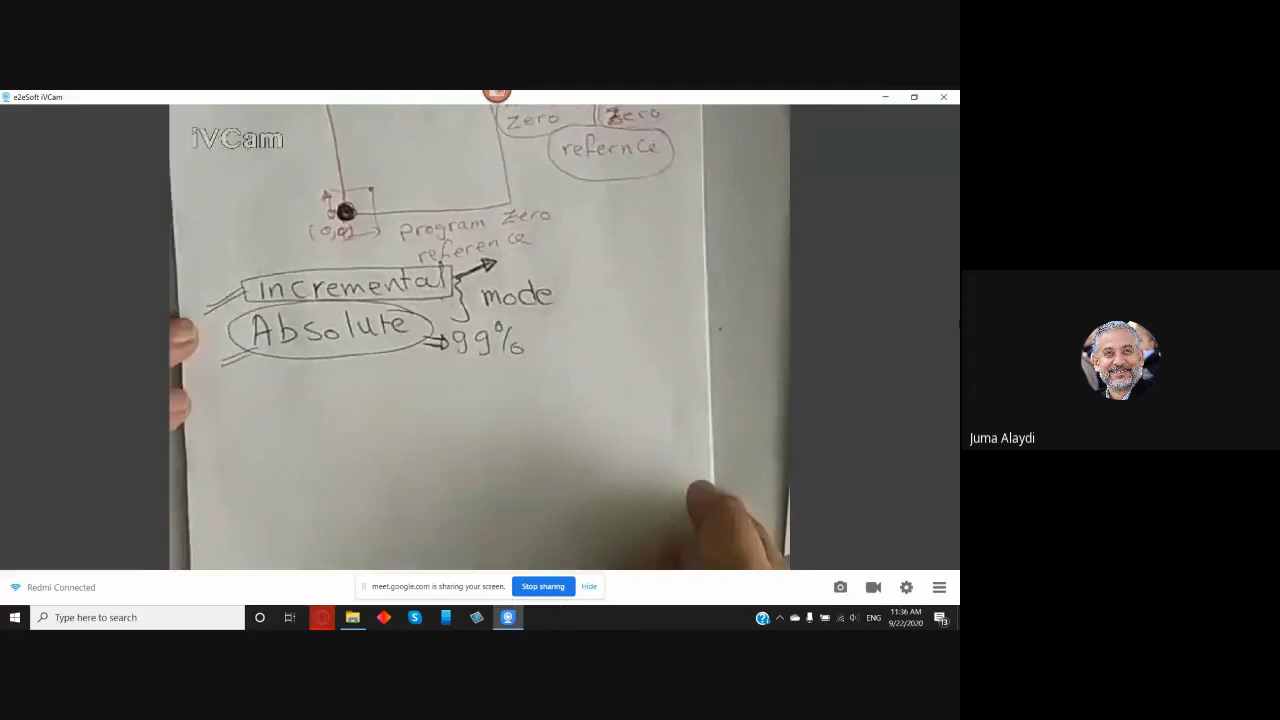 e2eSoft iVCam
iVCam
zero zero
refernce
(0,0)
program zero
reference
incremental
mode
Absolute
99%
Juma Alaydi
Redmi Connected
meet.google.com is sharing your screen.
Stop sharing
Hide
Type here to search
ENG
11:36 AM
9/22/2020
13